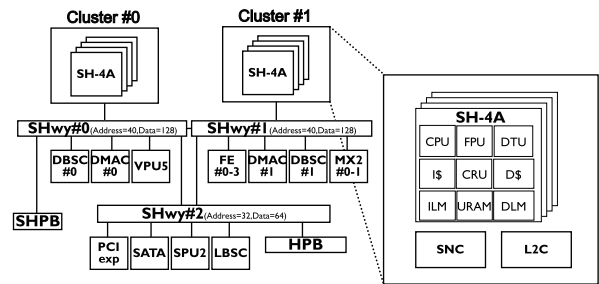 Cluster #0
Cluster #1
SH-4A
SH-4A
SHwy#0(Address=40,Data=128)
SHwy#1(Address=40,Data=128)
DBSC
#0
DMAC
#0
VPU5
FE
#0-3
DMAC
#1
DBSC
#1
MX2
#0-1
SHPB
SHwy#2(Address=32,Data=64)
PCI
exp
SATA
SPU2
LBSC
HPB
SH-4A
CPU
FPU
DTU
I$
CRU
D$
ILM
URAM
DLM
SNC
L2C